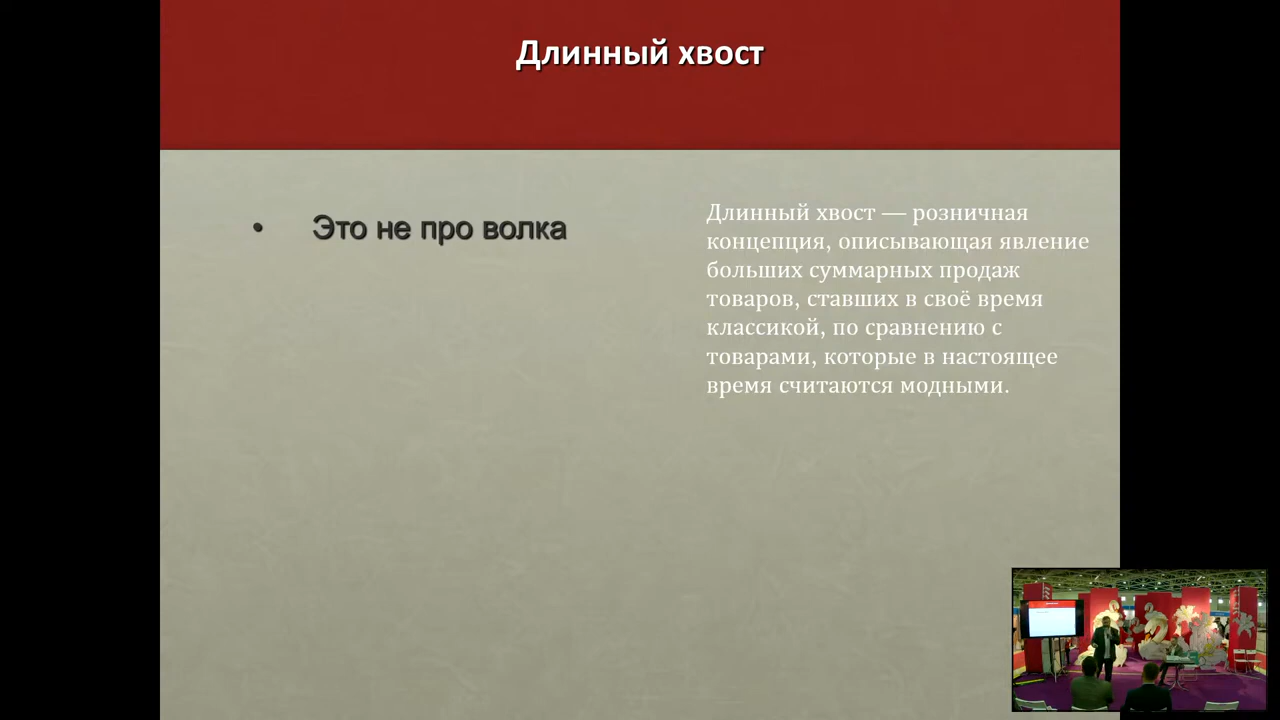 Длинный хвост
• Это не про волка
Длинный хвост — розничная
концепция, описывающая явление
больших суммарных продаж
товаров, ставших в своё время
классикой, по сравнению с
товарами, которые в настоящее
время считаются модными.